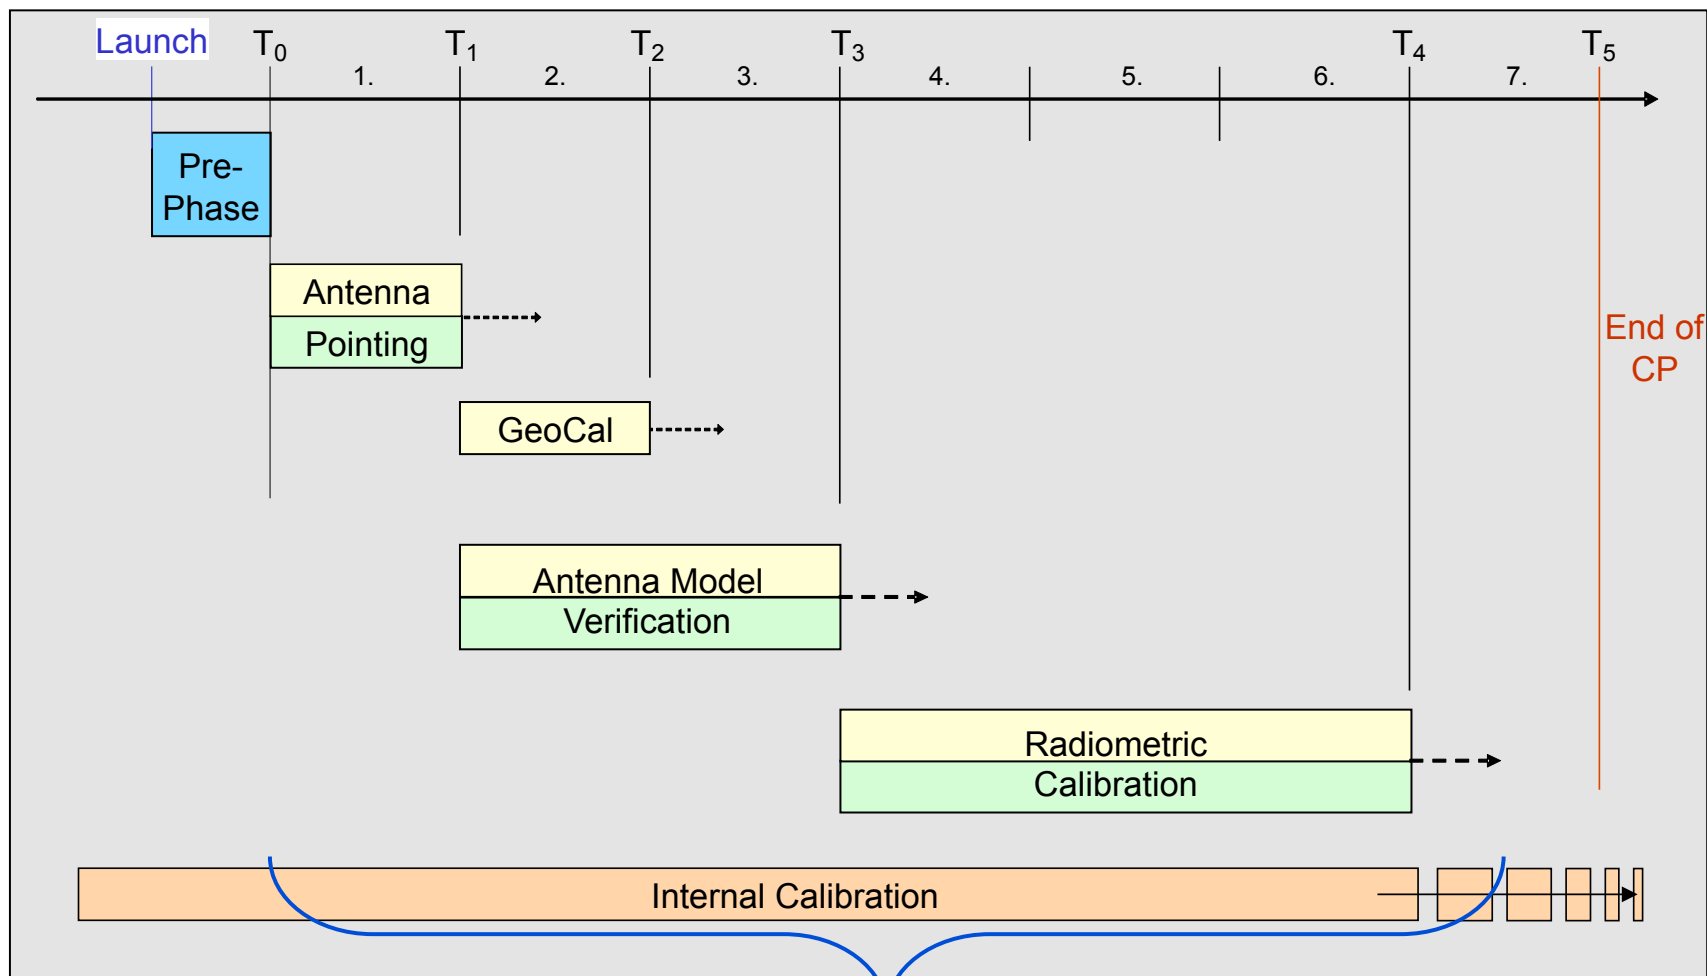 Launch T₀ T₁ T₂ T₃ T₄ T₅
1. 2. 3. 4. 5. 6. 7.
Pre-
Phase
Antenna
Pointing
End of
CP
GeoCal
Antenna Model
Verification
Radiometric
Calibration
Internal Calibration